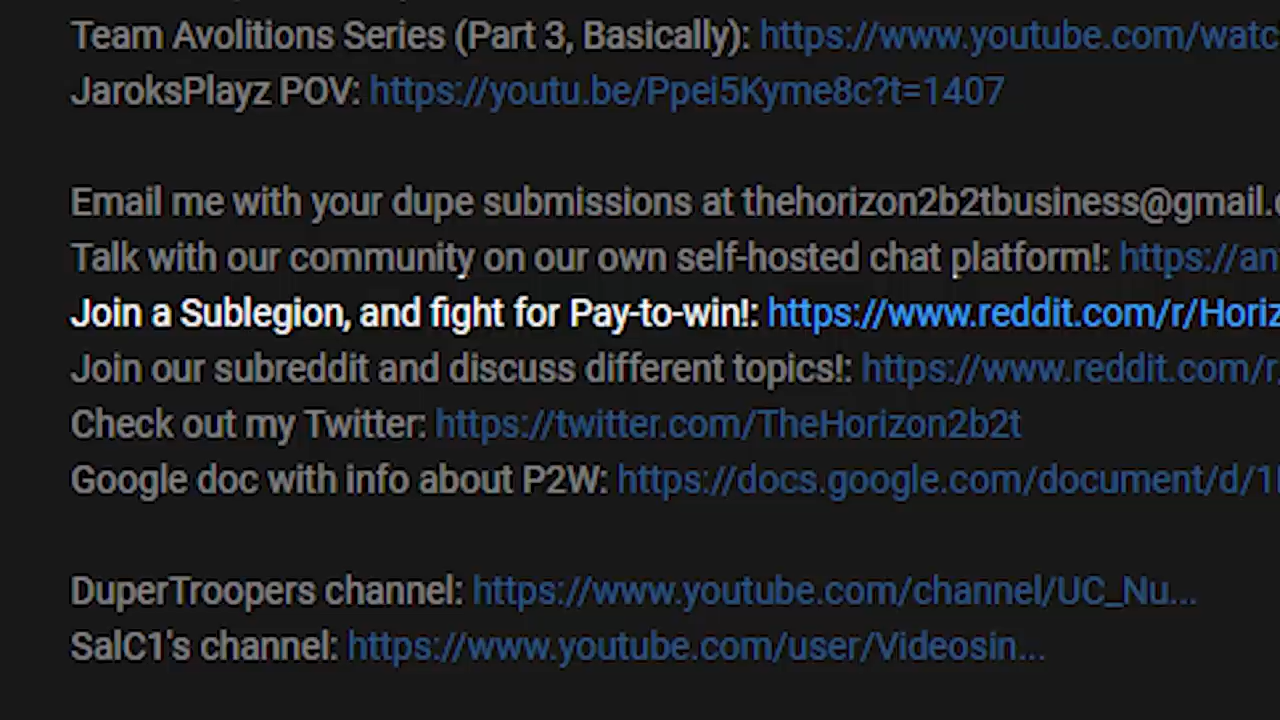 Team Avolitions Series (Part 3, Basically): https://www.youtube.com/watc
JaroksPlayz POV: https://youtu.be/Ppei5Kyme8c?t=1407
Email me with your dupe submissions at thehorizon2b2tbusiness@gmail.
Talk with our community on our own self-hosted chat platform!: https://an
Join a Sublegion, and fight for Pay-to-win!: https://www.reddit.com/r/Horiz
Join our subreddit and discuss different topics!: https://www.reddit.com/r
Check out my Twitter: https://twitter.com/TheHorizon2b2t
Google doc with info about P2W: https://docs.google.com/document/d/1
DuperTroopers channel: https://www.youtube.com/channel/UC_Nu...
SalC1's channel: https://www.youtube.com/user/Videosin...